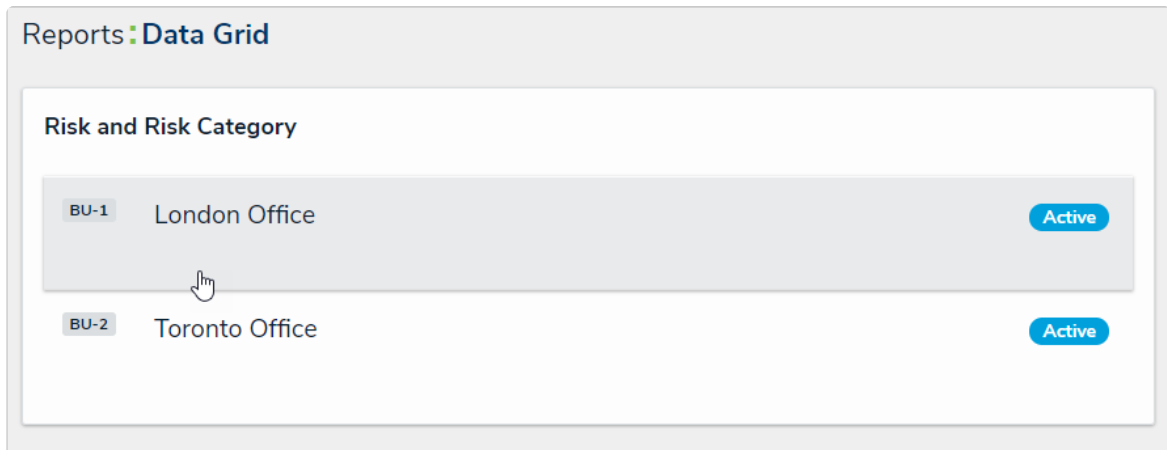 Reports:Data Grid
Risk and Risk Category
BU-1 London Office Active
BU-2 Toronto Office Active